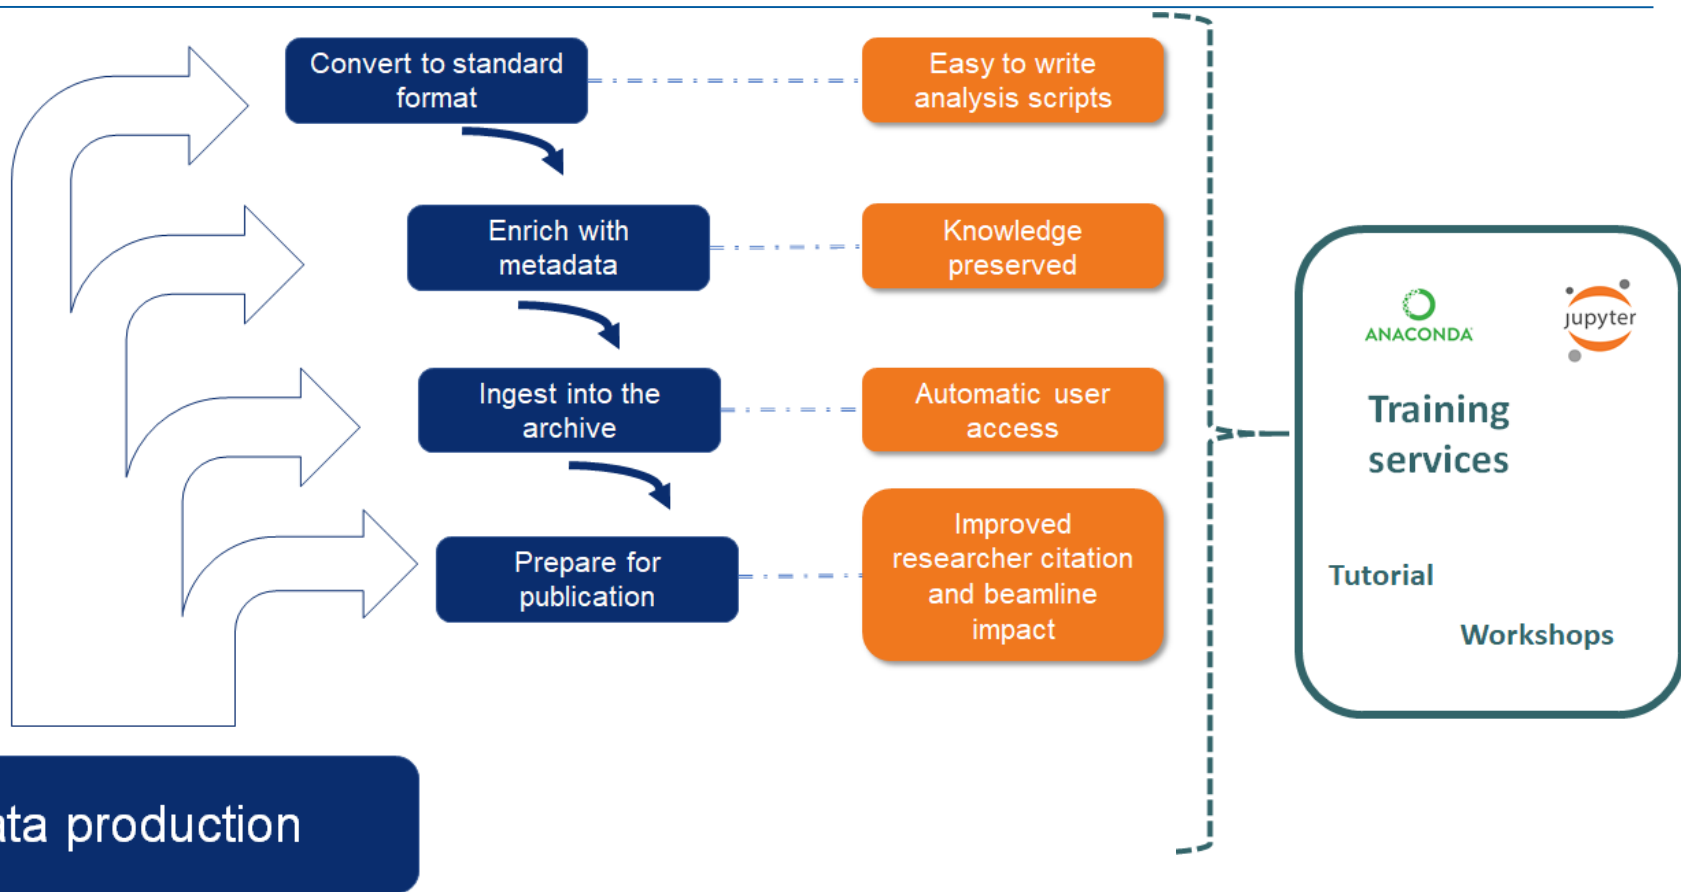 Convert to standard
format
Easy to write
analysis scripts
Enrich with
metadata
Knowledge
preserved
Ingest into the
archive
Automatic user
access
Prepare for
publication
Improved
researcher citation
and beamline
impact
ANACONDA
jupyter
Training
services
Tutorial
Workshops
ata production